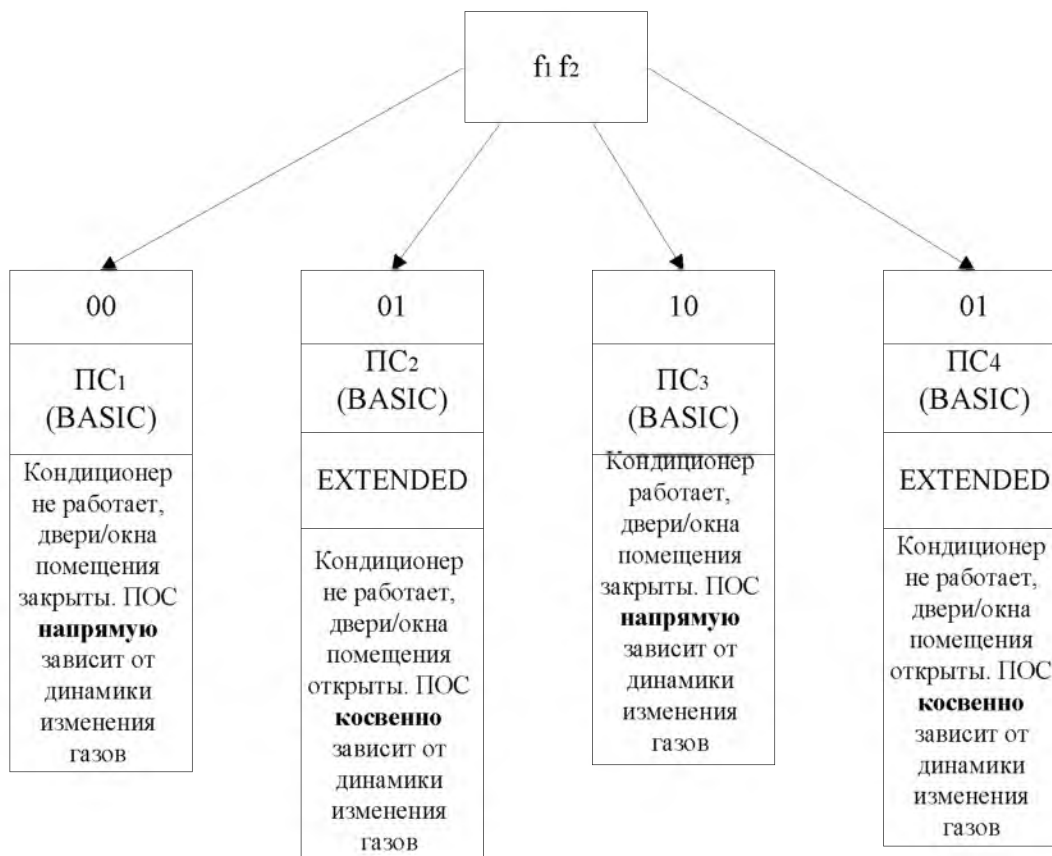 f1 f2
00
ПС1
(BASIC)
Кондиционер
не работает,
двери/окна
помещения
закрыты. ПОС
напрямую
зависит от
динамики
изменения
газов
01
ПС2
(BASIC)
EXTENDED
Кондиционер
не работает,
двери/окна
помещения
открыты. ПОС
косвенно
зависит от
динамики
изменения
газов
10
ПС3
(BASIC)
Кондиционер
работает,
двери/окна
помещения
закрыты. ПОС
напрямую
зависит от
динамики
изменения
газов
01
ПС4
(BASIC)
EXTENDED
Кондиционер
не работает,
двери/окна
помещения
открыты. ПОС
косвенно
зависит от
динамики
изменения
газов